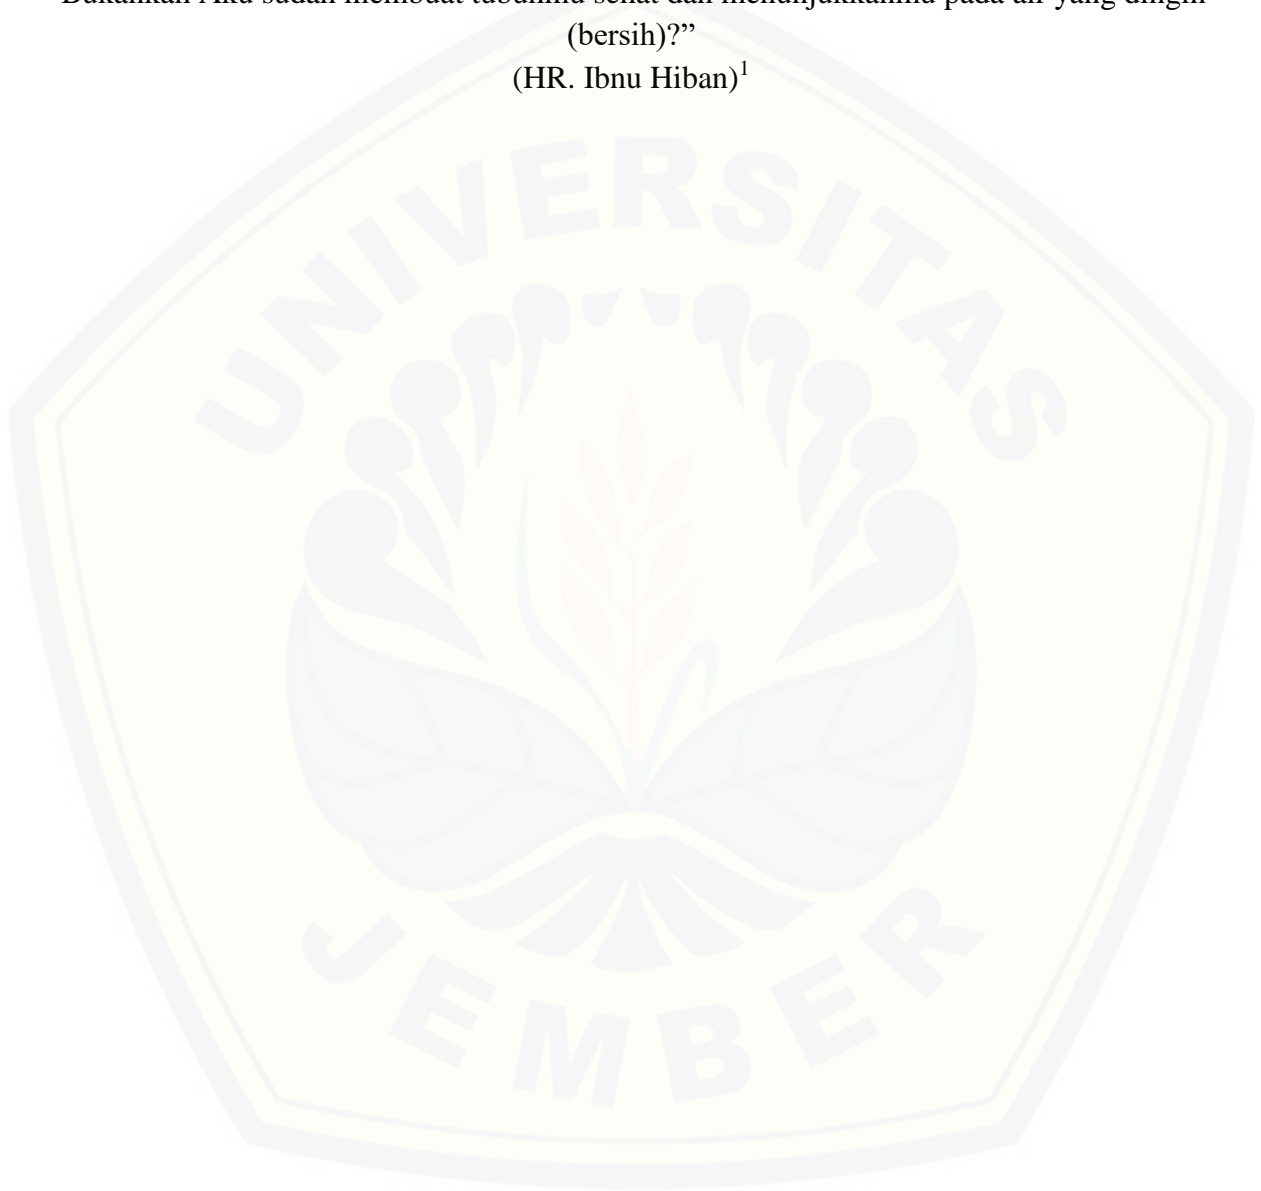 Bukankah Aku sudah membuat tubuhmu sehat dan menunjukkanmu pada air yang dingin
(bersih)?”
(HR. Ibnu Hiban)1
UNIVERSITAS
JEMBER